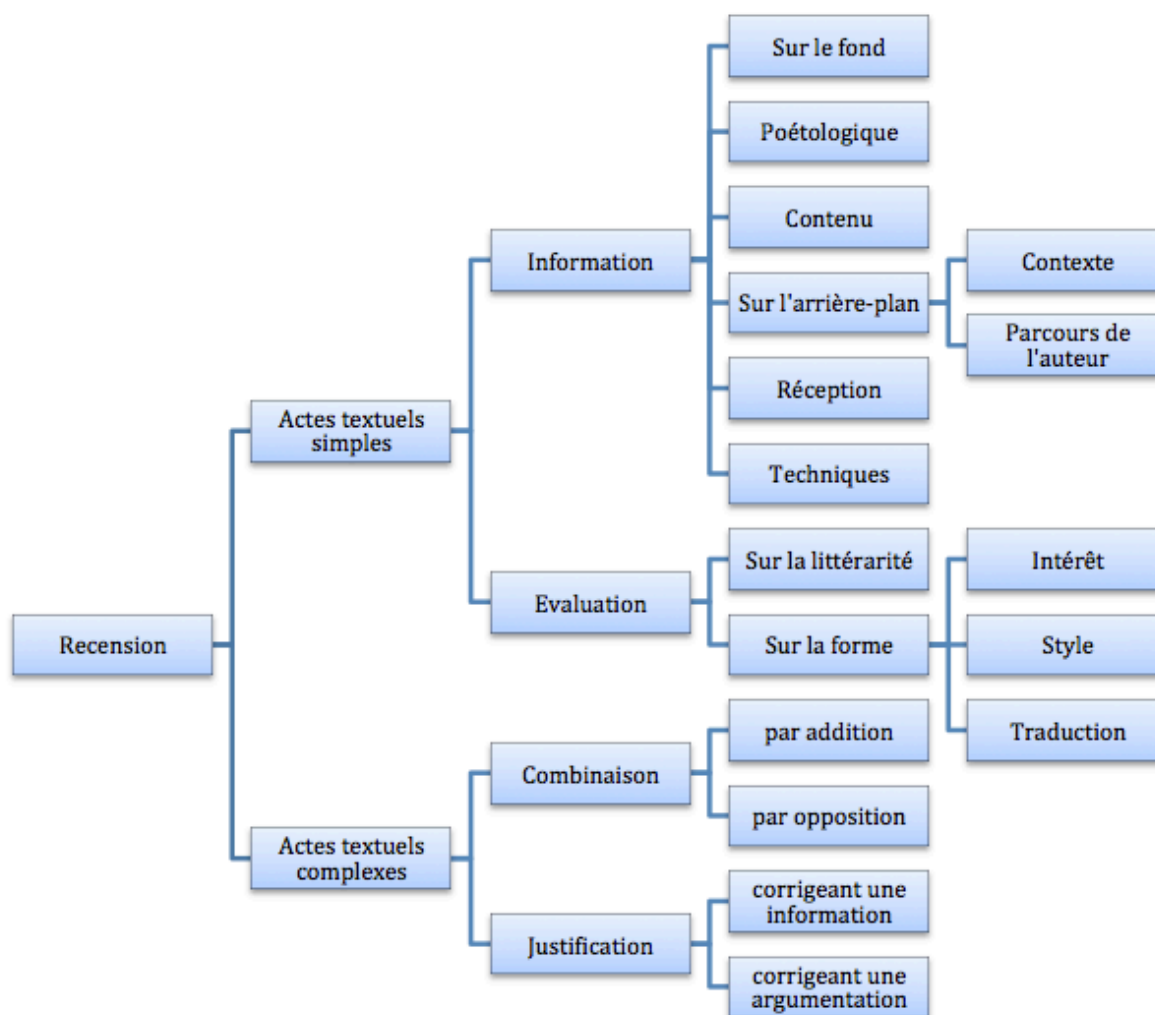 Sur le fond
Poétologique
Contenu
Information
Contexte
Sur l'arrière-plan
Parcours de
l'auteur
Réception
Actes textuels
simples
Techniques
Sur la littérarité
Intérêt
Evaluation
Recension
Sur la forme
Style
par addition
Traduction
Combinaison
par opposition
Actes textuels
complexes
corrigeant une
information
Justification
corrigeant une
argumentation